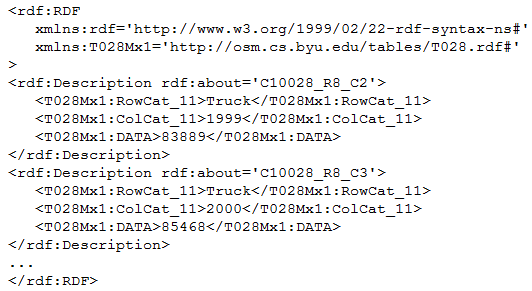 <rdf:RDF
xmlns:rdf='http://www.w3.org/1999/02/22-rdf-syntax-ns#'
xmlns:T028Mx1='http://osm.cs.byu.edu/tables/T028.rdf#'
>
<rdf:Description rdf:about='C10028_R8_C2'>
<T028Mx1:RowCat_11>Truck</T028Mx1:RowCat_11>
<T028Mx1:ColCat_11>1999</T028Mx1:ColCat_11>
<T028Mx1:DATA>83889</T028Mx1:DATA>
</rdf:Description>
<rdf:Description rdf:about='C10028_R8_C3'>
<T028Mx1:RowCat_11>Truck</T028Mx1:RowCat_11>
<T028Mx1:ColCat_11>2000</T028Mx1:ColCat_11>
<T028Mx1:DATA>85468</T028Mx1:DATA>
</rdf:Description>
...
</rdf:RDF>